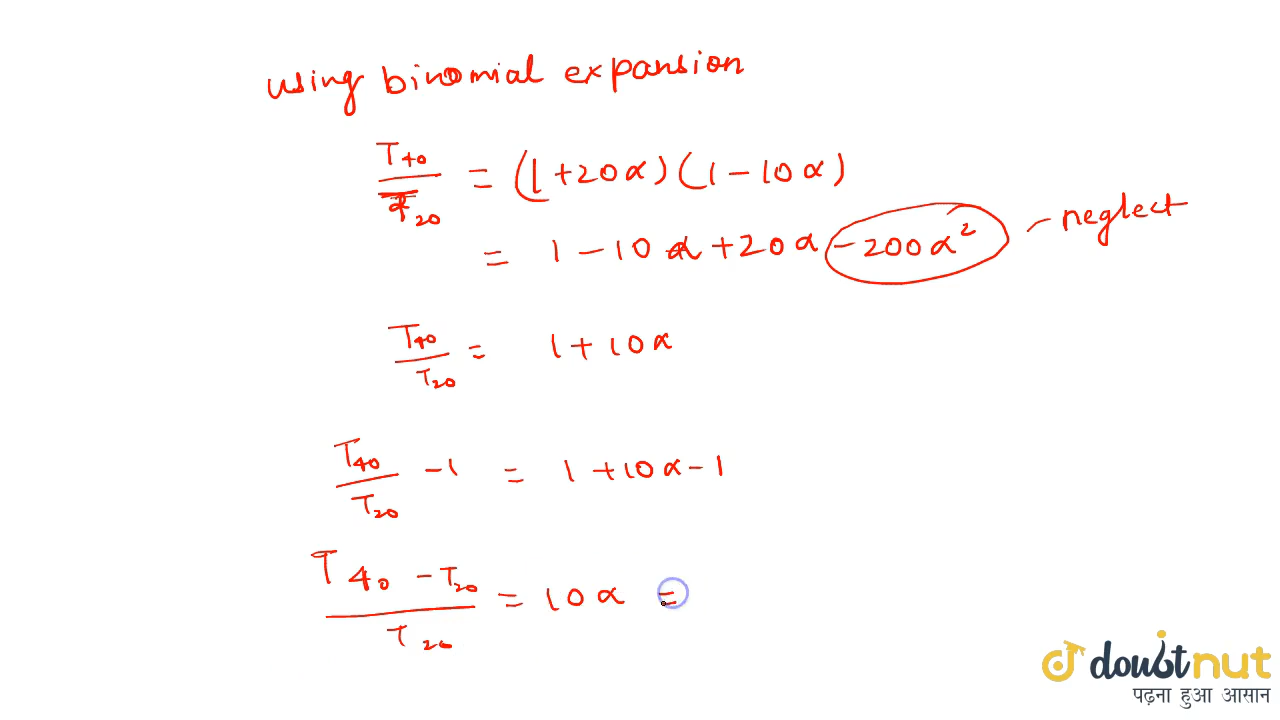 using binomial expansion
T₄₀/T₂₀ = (1+20α)(1-10α)
= 1-10α+20α-200α² - neglect
T₄₀/T₂₀ = 1+10α
T₄₀/T₂₀ -1 = 1+10α-1
T₄₀-T₂₀/T₂₀ = 10α =
doubtnut
पढ़ना हुआ आसान